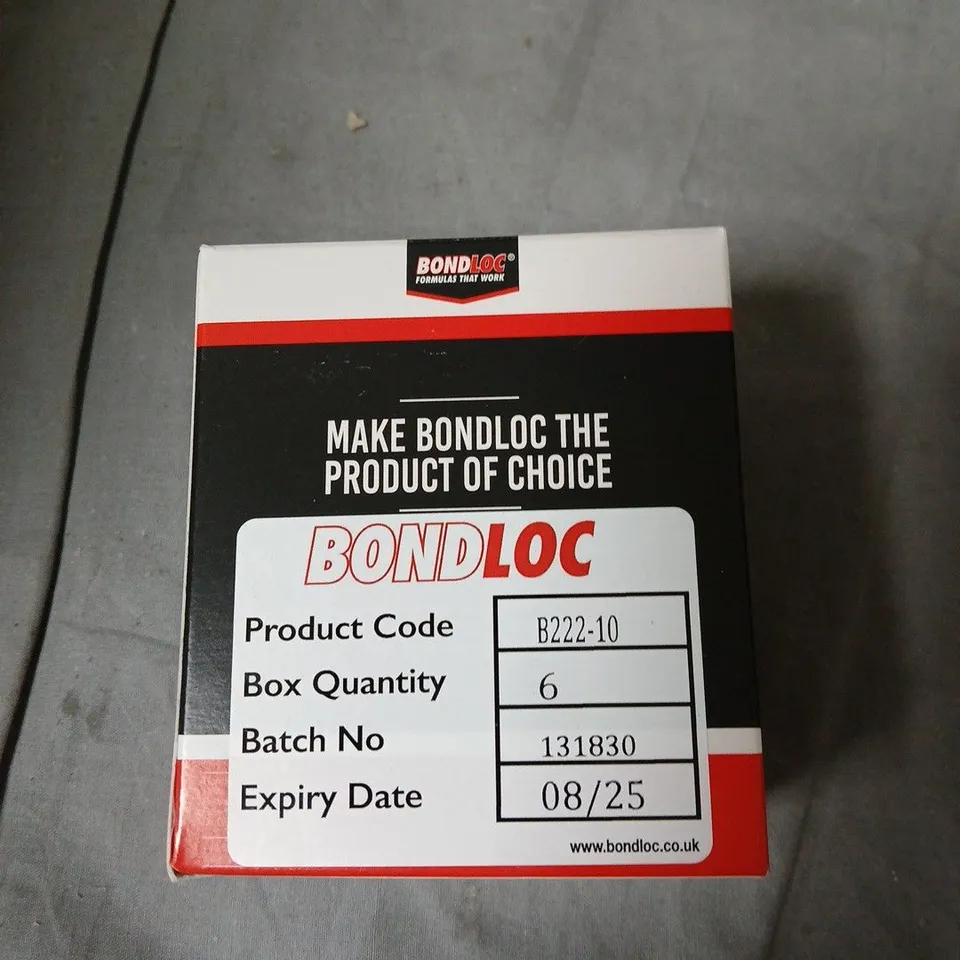 BONDLOC®
FORMULAS THAT WORK
MAKE BONDLOC THE
PRODUCT OF CHOICE
BONDLOC
Product Code B222-10
Box Quantity 6
Batch No 131830
Expiry Date 08/25
www.bondloc.co.uk